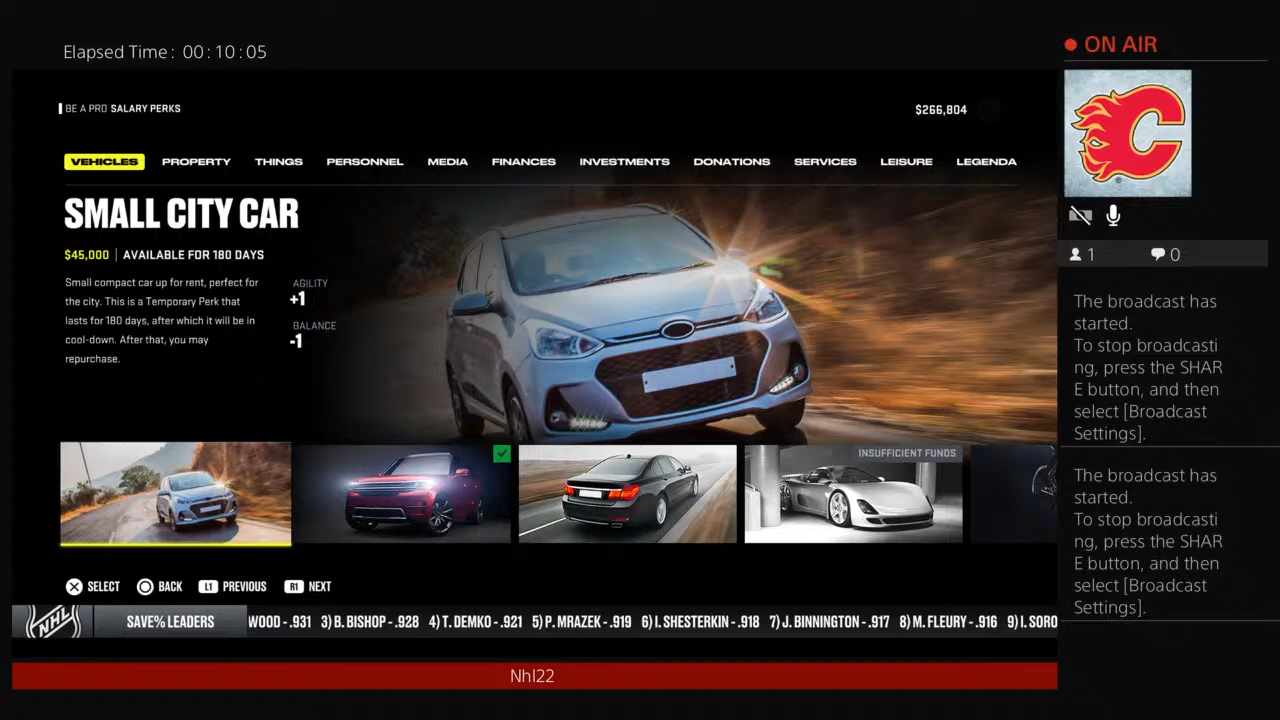 Elapsed Time: 00:10:05
ON AIR
BE A PRO SALARY PERKS
$266,804
VEHICLES PROPERTY THINGS PERSONNEL MEDIA FINANCES INVESTMENTS DONATIONS SERVICES LEISURE LEGENDA
SMALL CITY CAR
$45,000 | AVAILABLE FOR 180 DAYS
Small compact car up for rent, perfect for
the city. This is a Temporary Perk that
lasts for 180 days, after which it will be in
cool-down. After that, you may
repurchase.
AGILITY
+1
BALANCE
-1
INSUFFICIENT FUNDS
SELECT BACK L1 PREVIOUS R1 NEXT
NHL SAVE% LEADERS WOOD - .931 3) B. BISHOP - .928 4) T. DEMKO - .921 5) P. MRAZEK - .919 6) I. SHESTERKIN - .918 7) J. BINNINGTON - .917 8) M. FLEURY - .916 9) I. SORO
Nhl22
C
1 0
The broadcast has
started.
To stop broadcasti
ng, press the SHAR
E button, and then
select [Broadcast
Settings].
The broadcast has
started.
To stop broadcasti
ng, press the SHAR
E button, and then
select [Broadcast
Settings].